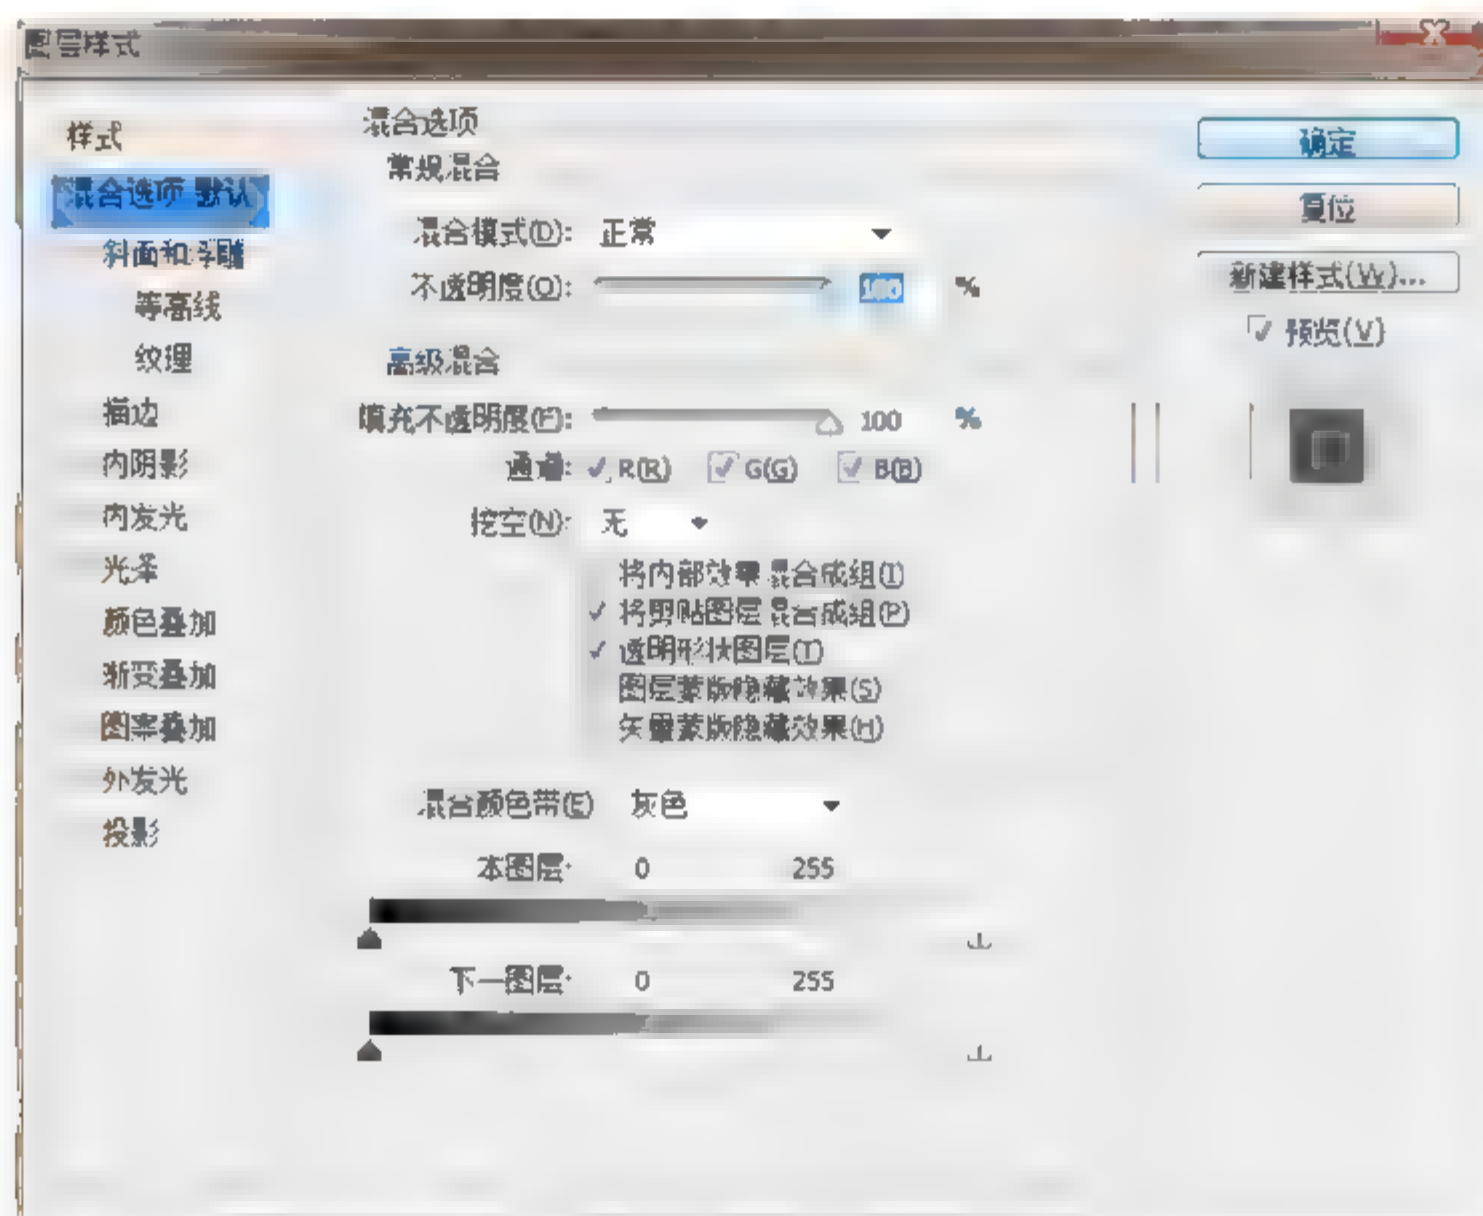 图层样式
样式
混合选项:默认
斜面和浮雕
等高线
纹理
描边
内阴影
内发光
光泽
颜色叠加
渐变叠加
图案叠加
外发光
投影
混合选项
常规混合
混合模式(D): 正常
不透明度(O): 100 %
高级混合
填充不透明度(F): 100 %
通道: R(R) G(G) B(B)
挖空(N): 无
将内部效果混合成组(I)
将剪贴图层混合成组(P)
透明形状图层(T)
图层蒙版隐藏效果(S)
矢量蒙版隐藏效果(H)
混合颜色带(E) 灰色
本图层: 0 255
下一图层: 0 255
确定
复位
新建样式(W)...
预览(V)